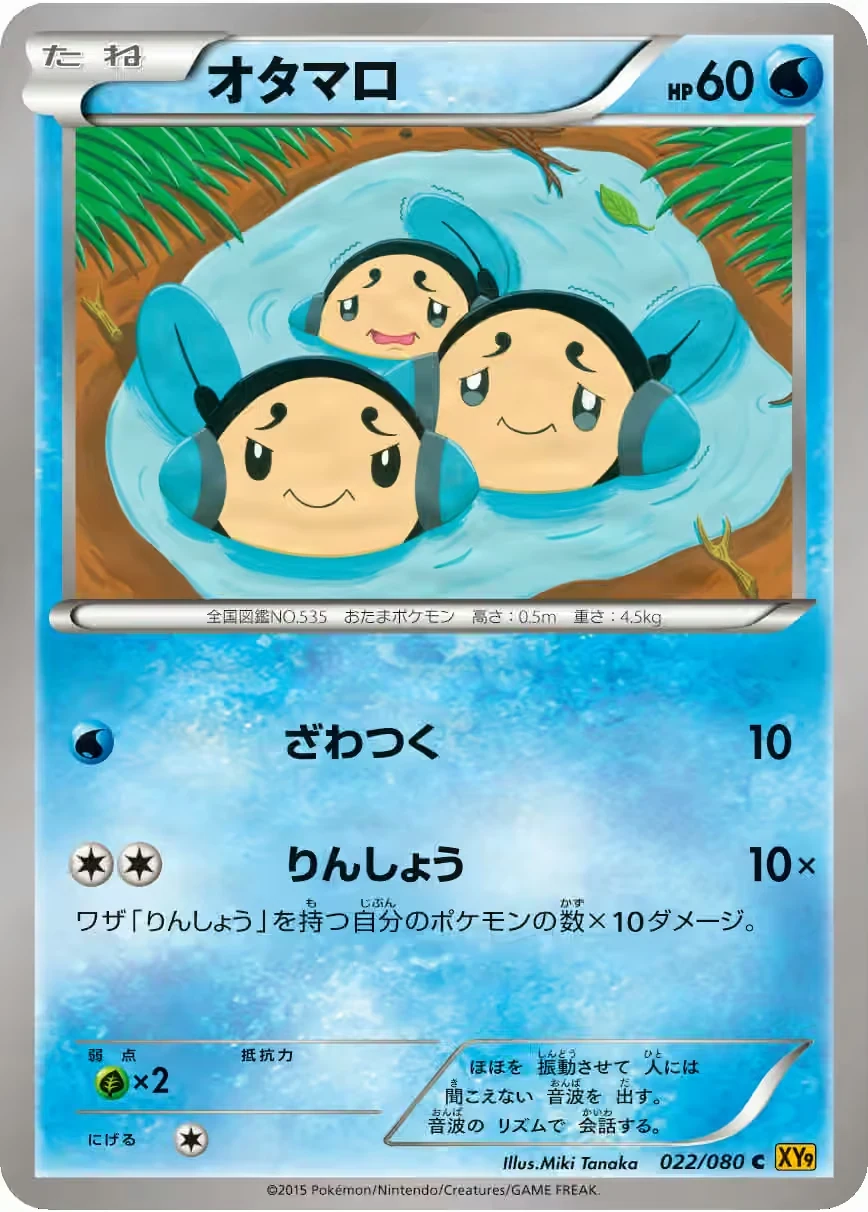 たね オタマロ HP60
全国図鑑NO.535 おたまポケモン 高さ:0.5m 重さ:4.5kg
ざわつく 10
りんしょう 10×
ワザ「りんしょう」を持つ自分のポケモンの数×10ダメージ。
弱点 抵抗力
×2
にげる
ほほを 振動させて 人には
聞こえない 音波を 出す。
音波の リズムで 会話する。
Illus.Miki Tanaka 022/080 C XY9
©2015 Pokémon/Nintendo/Creatures/GAME FREAK.